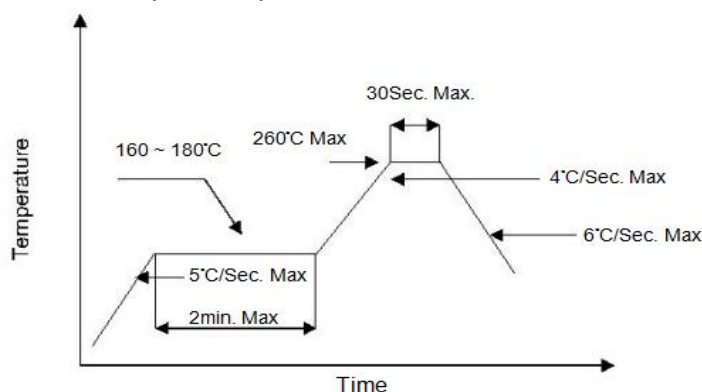 30Sec. Max.
260°C Max
160 ~ 180°C
4°C/Sec. Max
6°C/Sec. Max
5°C/Sec. Max
2min. Max
Temperature
Time